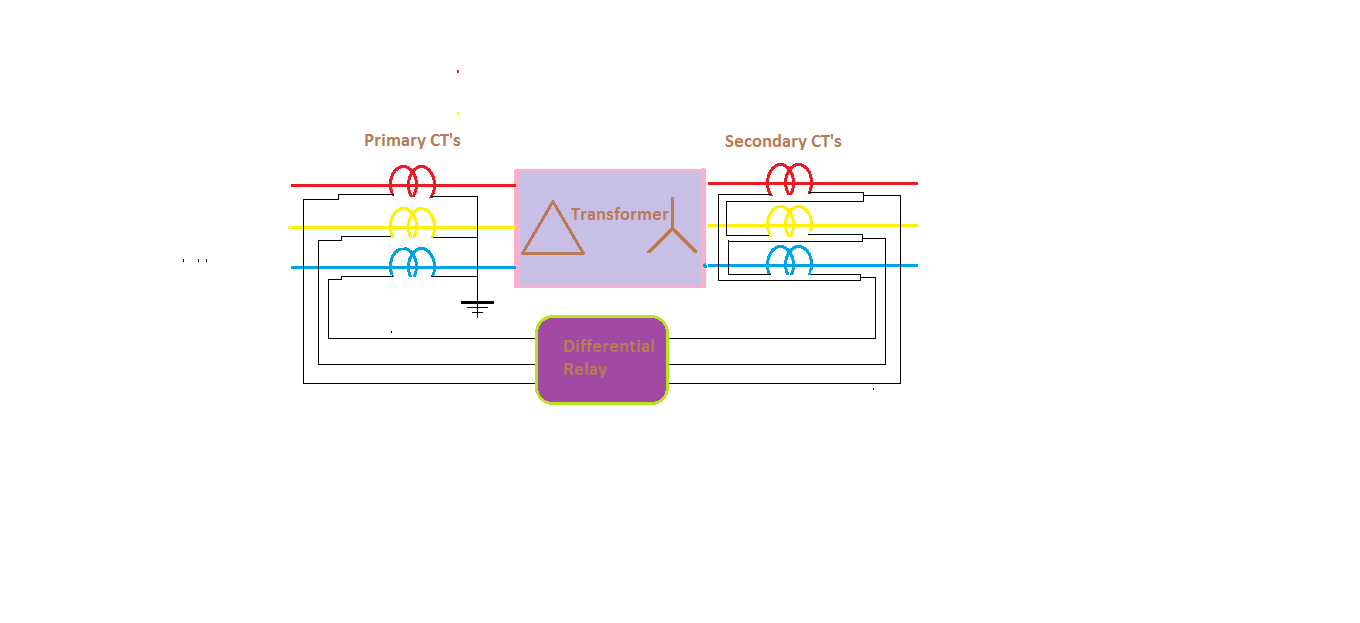 Primary CT's
Secondary CT's
Transformer
Differential
Relay